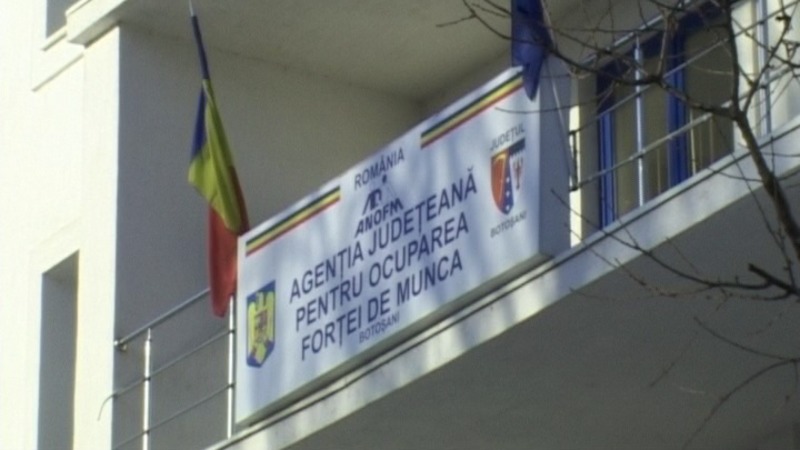 ROMÂNIA
ANOFM
AGENȚIA JUDEȚEANĂ
PENTRU OCUPAREA
FORȚEI DE MUNCA
BOTOȘANI
JUDEȚUL
BOTOȘANI